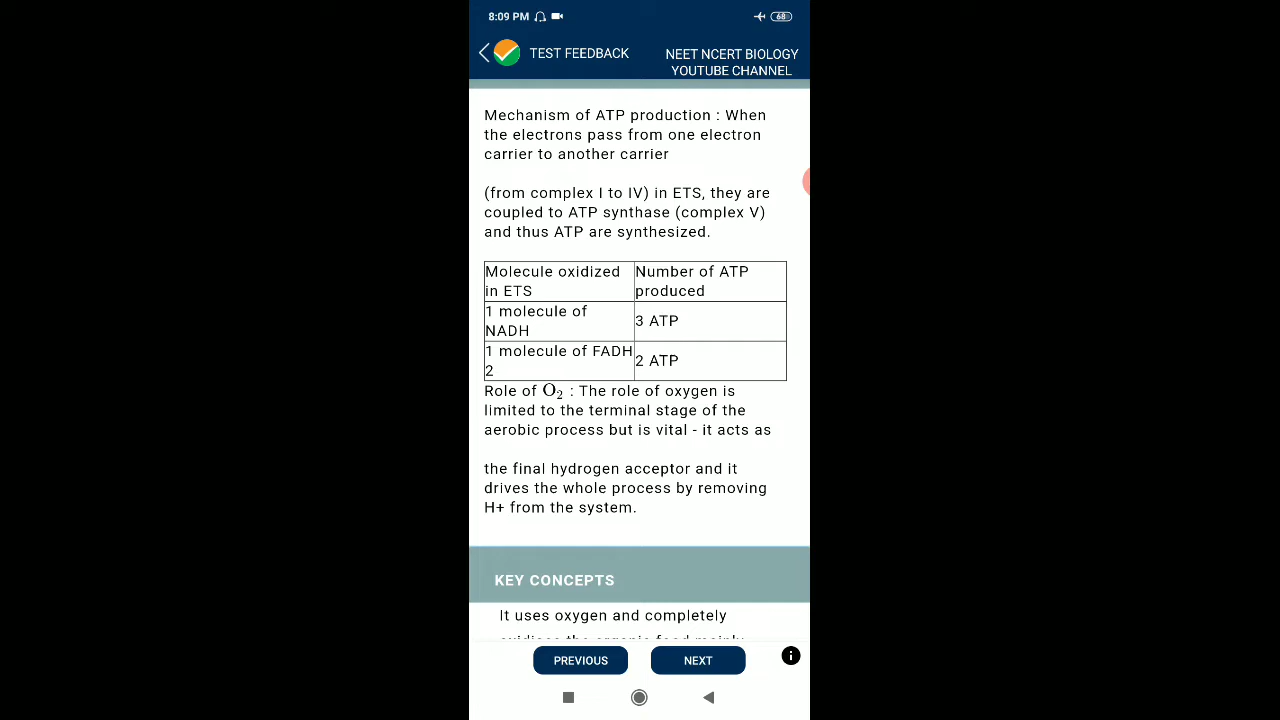 8:09 PM 68
TEST FEEDBACK
NEET NCERT BIOLOGY
YOUTUBE CHANNEL
Mechanism of ATP production : When
the electrons pass from one electron
carrier to another carrier
(from complex I to IV) in ETS, they are
coupled to ATP synthase (complex V)
and thus ATP are synthesized.
Molecule oxidized
in ETS
Number of ATP
produced
1 molecule of
NADH
3 ATP
1 molecule of FADH
2
2 ATP
Role of O₂ : The role of oxygen is
limited to the terminal stage of the
aerobic process but is vital - it acts as
the final hydrogen acceptor and it
drives the whole process by removing
H+ from the system.
KEY CONCEPTS
It uses oxygen and completely
PREVIOUS
NEXT